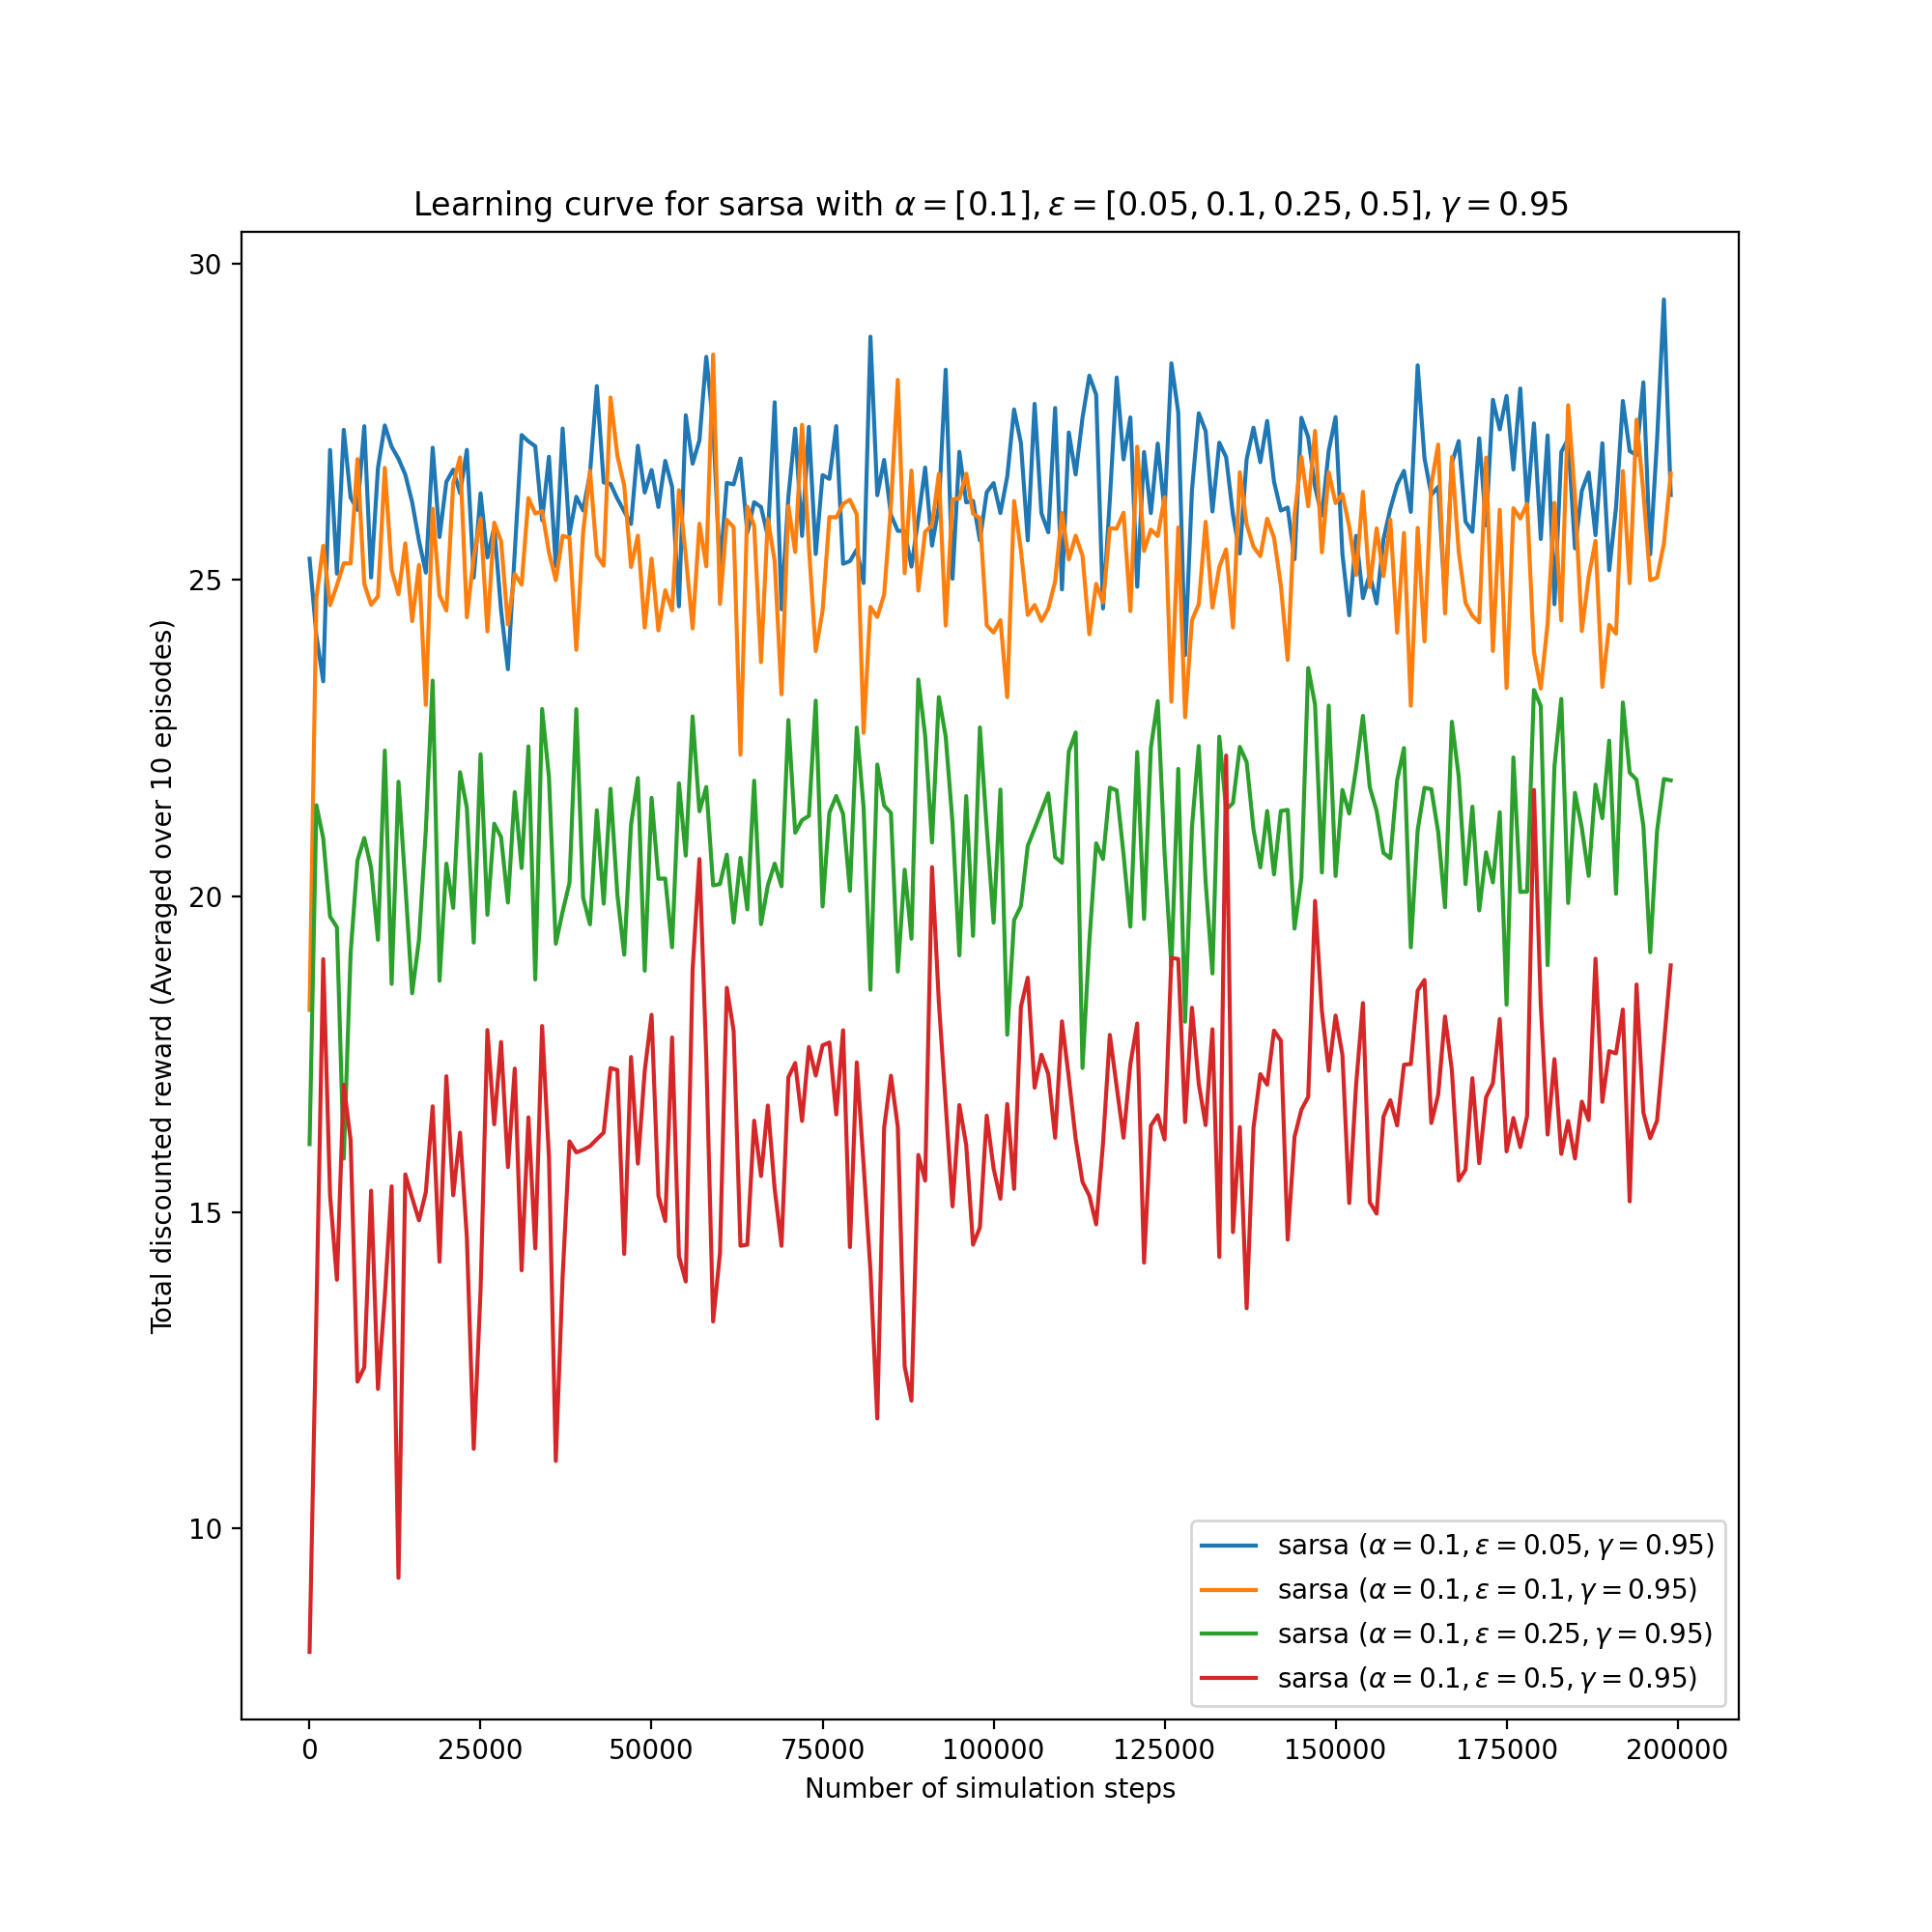 Learning curve for sarsa with α = [0.1], ε = [0.05, 0.1, 0.25, 0.5], γ = 0.95
Total discounted reward (Averaged over 10 episodes)
30
25
20
15
10
sarsa (α = 0.1, ε = 0.05, γ = 0.95)
sarsa (α = 0.1, ε = 0.1, γ = 0.95)
sarsa (α = 0.1, ε = 0.25, γ = 0.95)
sarsa (α = 0.1, ε = 0.5, γ = 0.95)
0 25000 50000 75000 100000 125000 150000 175000 200000
Number of simulation steps